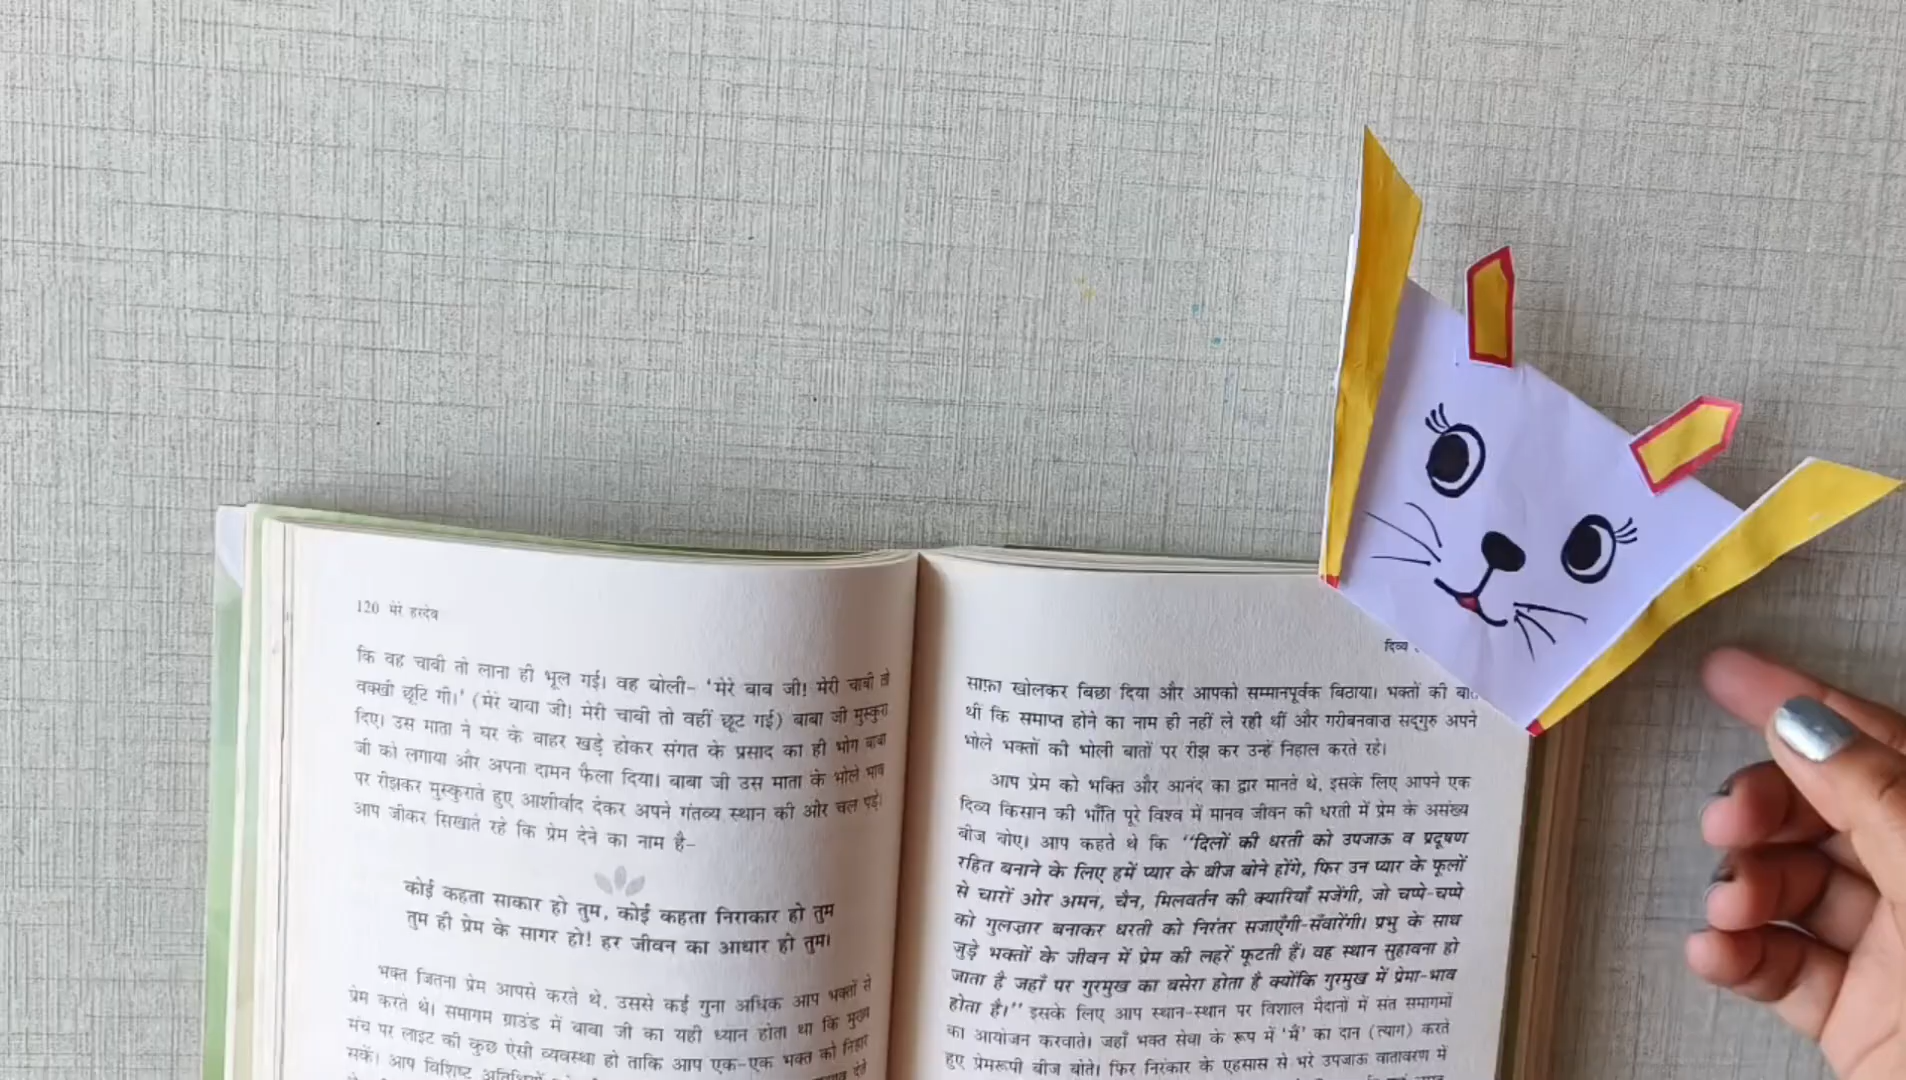 120 मेरे हरदेव
कि वह चाबी तो लाना ही भूल गई। वह बोली- ‘मेरे बाब जी! मेरी चाबी तो
वक्खी छूटि गी।’ (मेरे बाबा जी! मेरी चाबी तो वहीं छूट गई) बाबा जी मुस्कुरा
दिए। उस माता ने घर के बाहर खड़े होकर संगत के प्रसाद का ही भोग बाबा
जी को लगाया और अपना दामन फैला दिया। बाबा जी उस माता के भोले भाव
पर रीझकर मुस्कुराते हुए आशीर्वाद देकर अपने गंतव्य स्थान की ओर चल पड़े।
आप जीकर सिखाते रहे कि प्रेम देने का नाम है-
कोई कहता साकार हो तुम, कोई कहता निराकार हो तुम
तुम ही प्रेम के सागर हो! हर जीवन का आधार हो तुम।
भक्त जितना प्रेम आपसे करते थे, उससे कई गुना अधिक आप भक्तों से
प्रेम करते थे। समागम ग्राउंड में बाबा जी का यही ध्यान होता था कि मुख्य
मंच पर लाइट की कुछ ऐसी व्यवस्था हो ताकि आप एक-एक भक्त को निहार
सकें। आप विशिष्ट
दिव्य
साफ़ा खोलकर बिछा दिया और आपको सम्मानपूर्वक बिठाया। भक्तों की
थीं कि समाप्त होने का नाम ही नहीं ले रही थीं और गरीबनवाज़ सद्‌गुरु अपने
भोले भक्तों की भोली बातों पर रीझ कर उन्हें निहाल करते रहे।
आप प्रेम को भक्ति और आनंद का द्वार मानते थे, इसके लिए आपने एक
दिव्य किसान की भाँति पूरे विश्व में मानव जीवन की धरती में प्रेम के असंख्य
बीज बोए। आप कहते थे कि “दिलों की धरती को उपजाऊ व प्रदूषण
रहित बनाने के लिए हमें प्यार के बीज बोने होंगे, फिर उन प्यार के फूलों
से चारों ओर अमन, चैन, मिलवर्तन की क्यारियाँ सजेंगी, जो चप्पे-चप्पे
को गुलज़ार बनाकर धरती को निरंतर सजाएँगी-सँवारेंगी। प्रभु के साथ
जुड़े भक्तों के जीवन में प्रेम की लहरें फूटती हैं। यह स्थान सुहावना हो
जाता है जहाँ पर गुरमुख का बसेरा होता है क्योंकि गुरमुख में प्रेमा-भाव
होता है।” इसके लिए आप स्थान-स्थान पर विशाल मैदानों में संत समागमों
का आयोजन करवाते। जहाँ भक्त सेवा के रूप में ‘मैं’ का दान (त्याग) करते
हुए प्रेमरूपी बीज बोते। फिर निरंकार के एहसास से भरे उपजाऊ वातावरण में